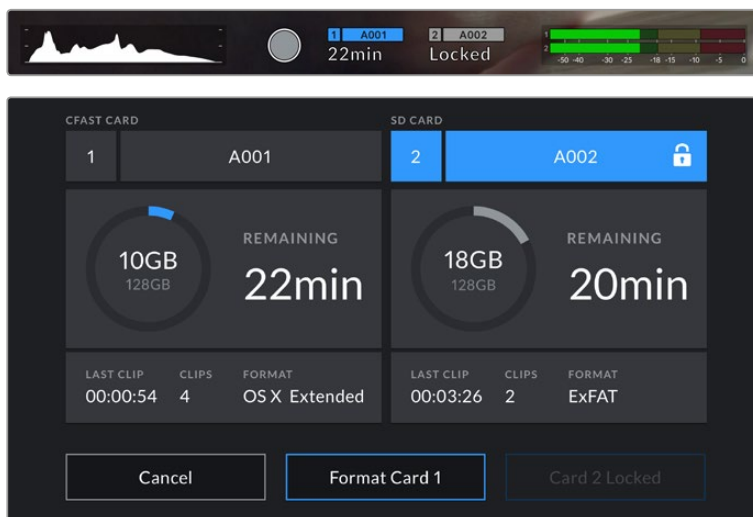 1 A001
22min
2 A002
Locked
1
2
-50 -40 -30 -25 -18 -15 -10 -5 0
CFAST CARD
1 A001
SD CARD
2 A002
10GB
128GB
REMAINING
22min
18GB
128GB
REMAINING
20min
LAST CLIP CLIPS FORMAT
00:00:54 4 OS X Extended
LAST CLIP CLIPS FORMAT
00:03:26 2 ExFAT
Cancel
Format Card 1
Card 2 Locked